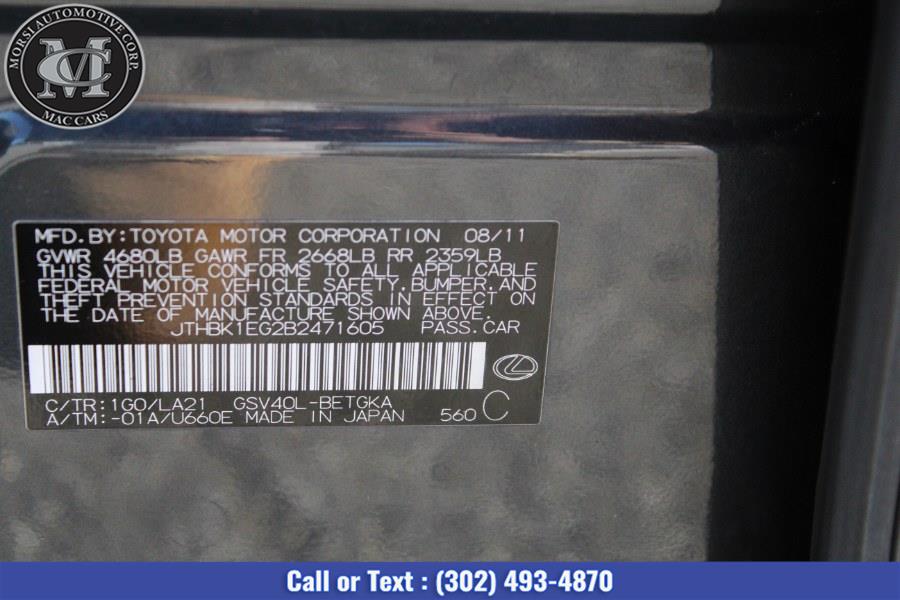 MORSI AUTOMOTIVE CORP.
MC
MAC CARS
MFD.BY:TOYOTA MOTOR CORPORATION 08/11
GVWR 4680LB GAWR FR 2668LB RR 2359LB
THIS VEHICLE CONFORMS TO ALL APPLICABLE
FEDERAL MOTOR VEHICLE SAFETY,BUMPER,AND
THEFT PREVENTION STANDARDS IN EFFECT ON
THE DATE OF MANUFACTURE SHOWN ABOVE.
JTHBK1EG2B2471605 PASS.CAR
C/TR:1G0/LA21 GSV40L-BETGKA
A/TM:-01A/U660E MADE IN JAPAN 560 C
Call or Text : (302) 493-4870